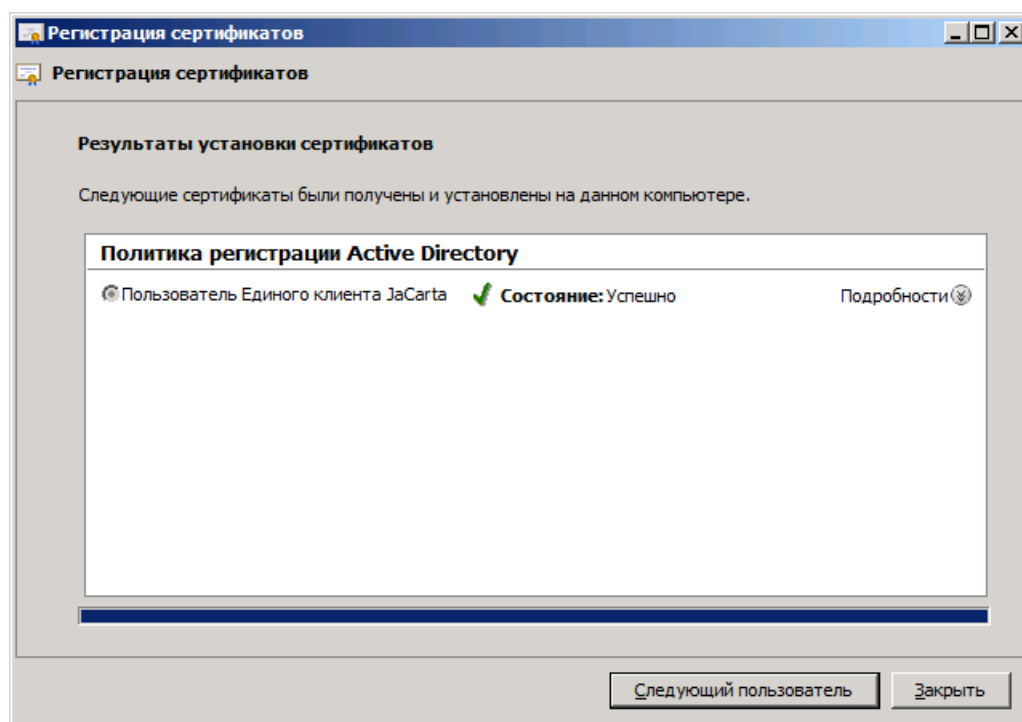 Регистрация сертификатов
Регистрация сертификатов
Результаты установки сертификатов
Следующие сертификаты были получены и установлены на данном компьютере.
Политика регистрации Active Directory
Пользователь Единого клиента JaCarta Состояние: Успешно Подробности
Следующий пользователь Закрыть